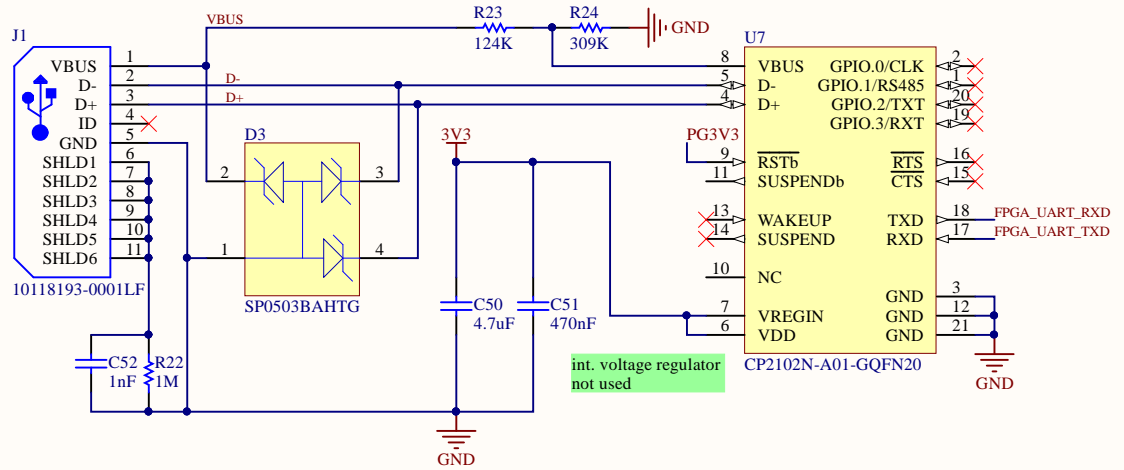 VBUS
R23
124K
R24
309K
GND
J1
VBUS 1
D- 2
D+ 3
ID 4
GND 5
SHLD1 6
SHLD2 7
SHLD3 8
SHLD4 9
SHLD5 10
SHLD6 11
10118193-0001LF
D-
D+
D3
2
3
1
4
SP0503BAHTG
3V3
C50
4.7uF
C51
470nF
C52
1nF
R22
1M
GND
int. voltage regulator
not used
PG3V3
U7
8 VBUS GPIO.0/CLK 2
5 D- GPIO.1/RS485 1
4 D+ GPIO.2/TXT 20
GPIO.3/RXT 19
9 RSTb RTS 16
11 SUSPENDb CTS 15
13 WAKEUP TXD 18 FPGA_UART_RXD
14 SUSPEND RXD 17 FPGA_UART_TXD
10 NC
GND 3
7 VREGIN GND 12
6 VDD GND 21
CP2102N-A01-GQFN20
GND